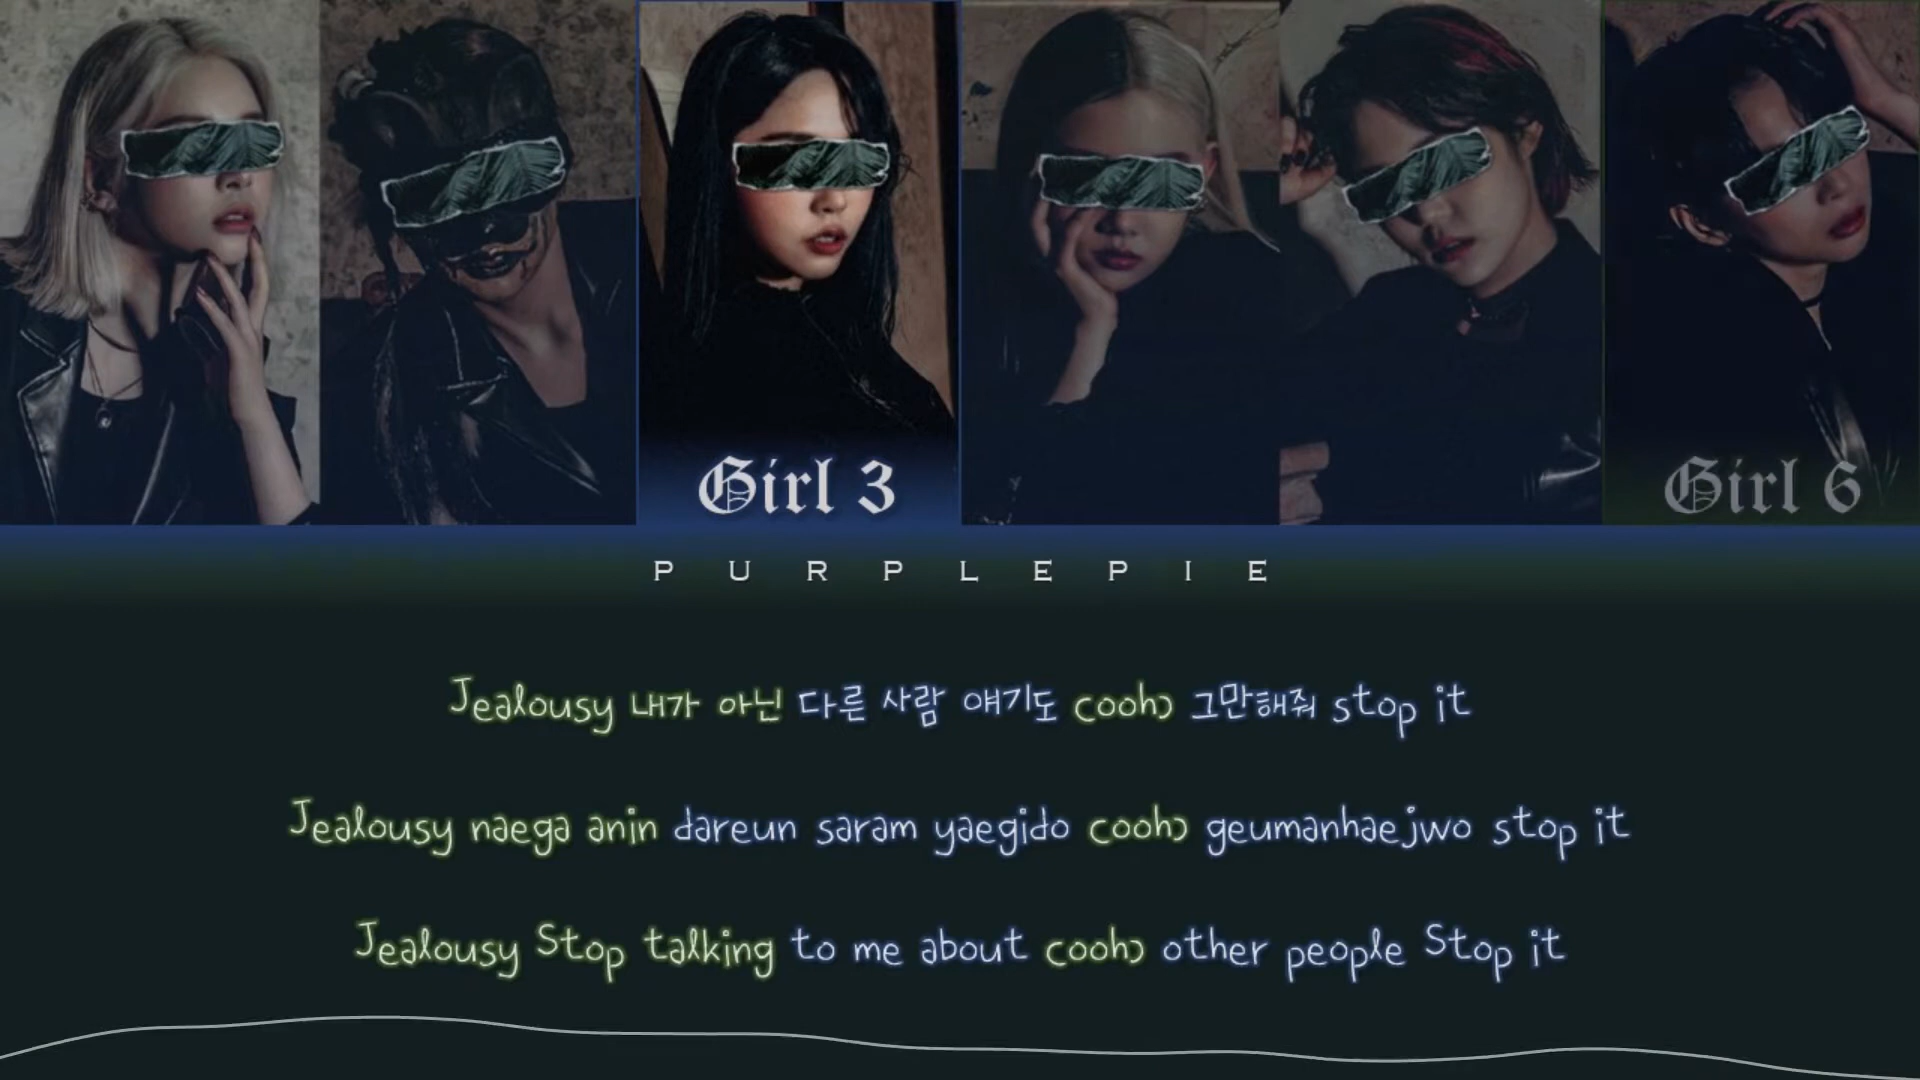 Girl 3
Girl 6
PURPLEPIE
Jealousy 내가 아닌 다른 사람 얘기도 (ooh) 그만해줘 stop it
Jealousy naega anin dareun saram yaegido (ooh) geumanhaejwo stop it
Jealousy Stop talking to me about (ooh) other people Stop it